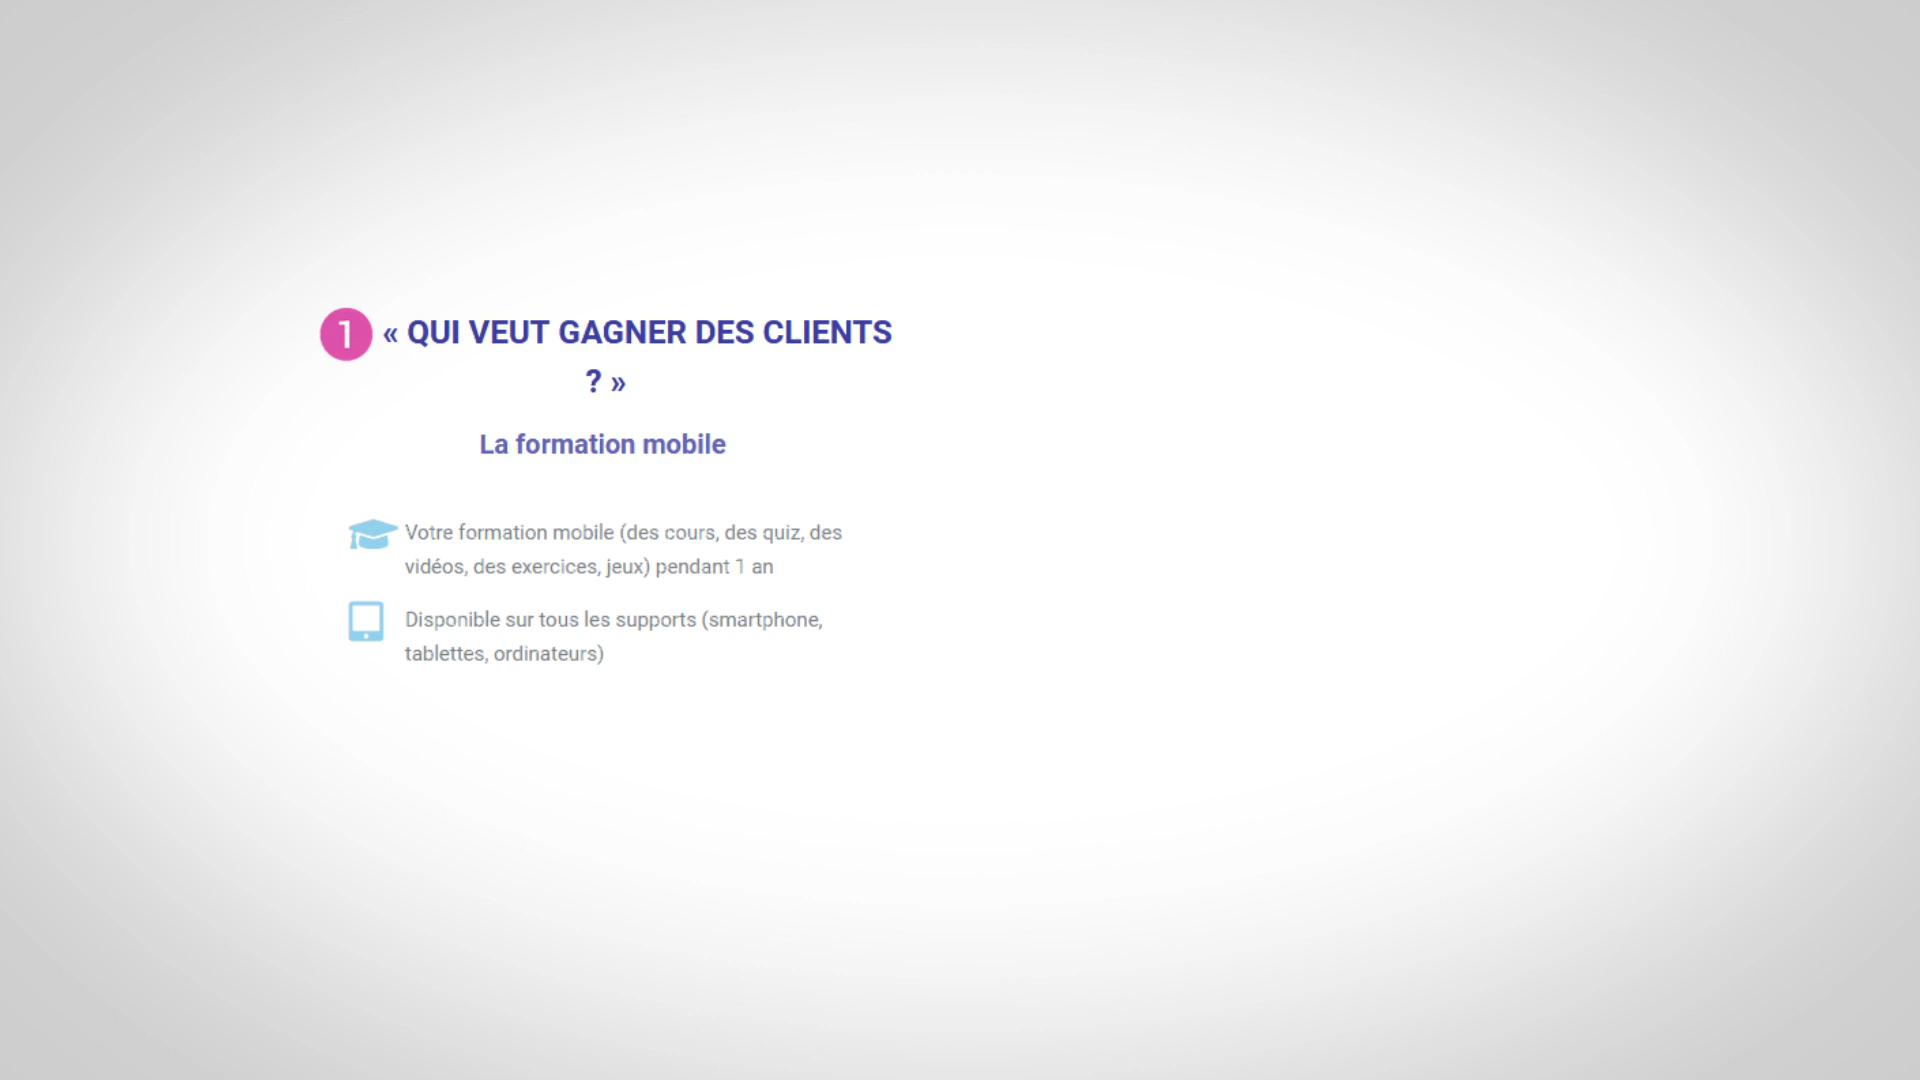 1 « QUI VEUT GAGNER DES CLIENTS
? »
La formation mobile
Votre formation mobile (des cours, des quiz, des
vidéos, des exercices, jeux) pendant 1 an
Disponible sur tous les supports (smartphone,
tablettes, ordinateurs)